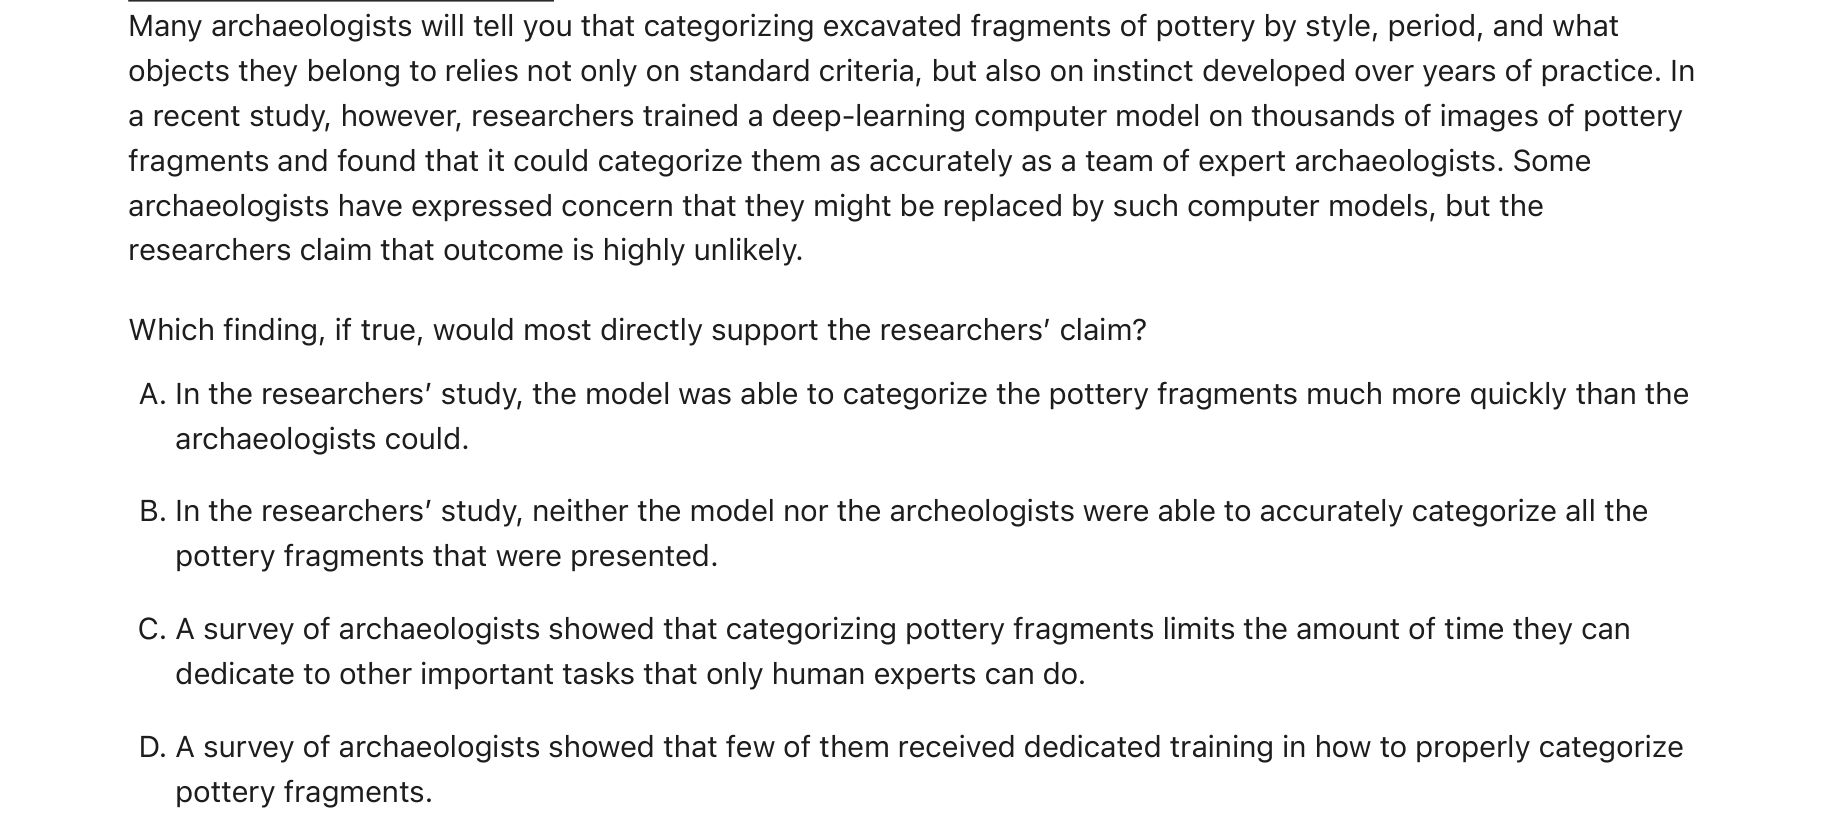 Many archaeologists will tell you that categorizing excavated fragments of pottery by style, period, and what
objects they belong to relies not only on standard criteria, but also on instinct developed over years of practice. In
a recent study, however, researchers trained a deep-learning computer model on thousands of images of pottery
fragments and found that it could categorize them as accurately as a team of expert archaeologists. Some
archaeologists have expressed concern that they might be replaced by such computer models, but the
researchers claim that outcome is highly unlikely.
Which finding, if true, would most directly support the researchers’ claim?
A. In the researchers’ study, the model was able to categorize the pottery fragments much more quickly than the
archaeologists could.
B. In the researchers’ study, neither the model nor the archeologists were able to accurately categorize all the
pottery fragments that were presented.
C. A survey of archaeologists showed that categorizing pottery fragments limits the amount of time they can
dedicate to other important tasks that only human experts can do.
D. A survey of archaeologists showed that few of them received dedicated training in how to properly categorize
pottery fragments.